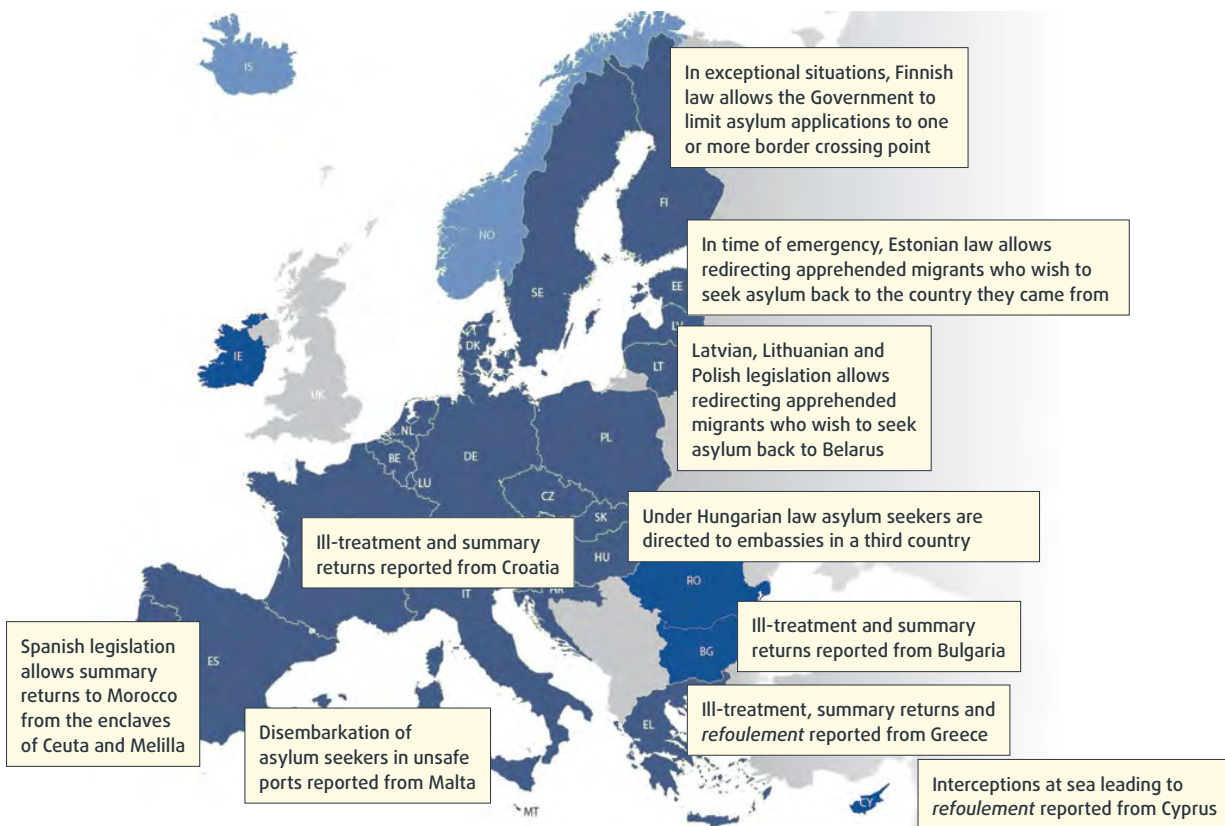 IS
In exceptional situations, Finnish
law allows the Government to
limit asylum applications to one
or more border crossing point
FI
NO
SE
In time of emergency, Estonian law allows
redirecting apprehended migrants who wish to
seek asylum back to the country they came from
EE
LV
DK
LT
Latvian, Lithuanian and
Polish legislation allows
redirecting apprehended
migrants who wish to seek
asylum back to Belarus
IE
UK
NL
BE
DE
PL
LU
CZ
SK
Under Hungarian law asylum seekers are
directed to embassies in a third country
Ill-treatment and summary
returns reported from Croatia
HU
RO
IT
HR
Ill-treatment and summary
returns reported from Bulgaria
BG
Spanish legislation
allows summary
returns to Morocco
from the enclaves
of Ceuta and Melilla
ES
Disembarkation of
asylum seekers in unsafe
ports reported from Malta
Ill-treatment, summary returns and
refoulement reported from Greece
EL
MT
Interceptions at sea leading to
refoulement reported from Cyprus
CY